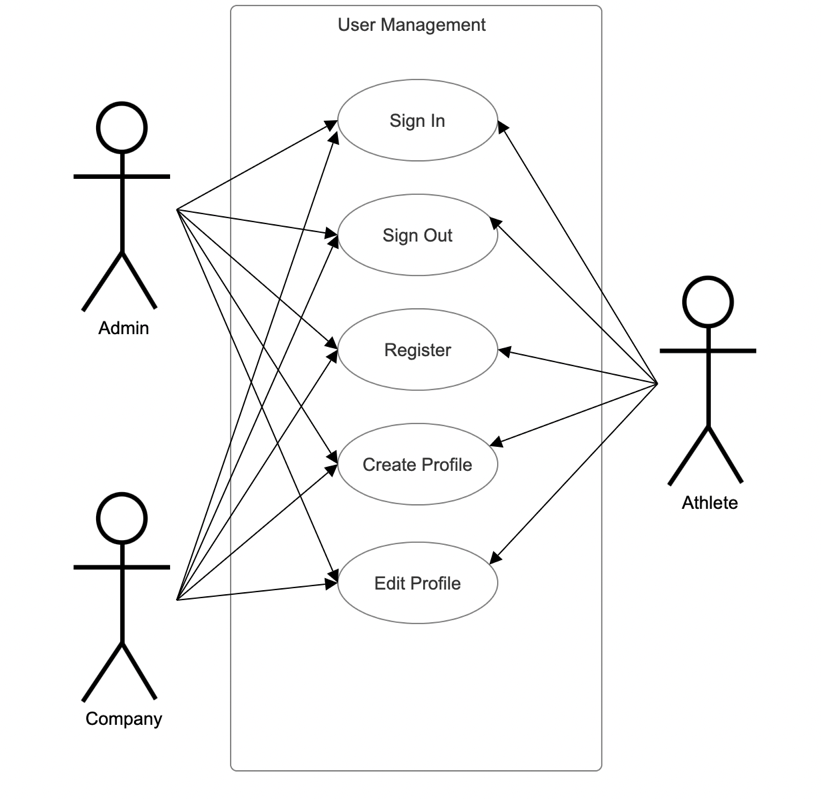 User Management
Sign In
Sign Out
Register
Create Profile
Edit Profile
Admin
Company
Athlete